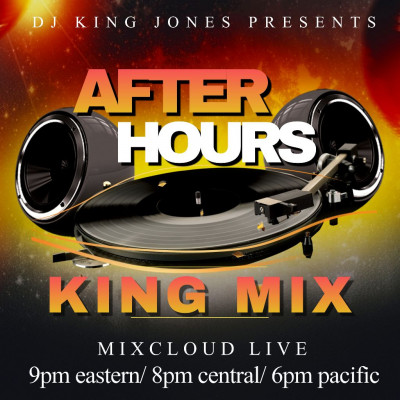 DJ KING JONES PRESENTS
AFTER
HOURS
KING MIX
MIXCLOUD LIVE
9pm eastern/ 8pm central/ 6pm pacific